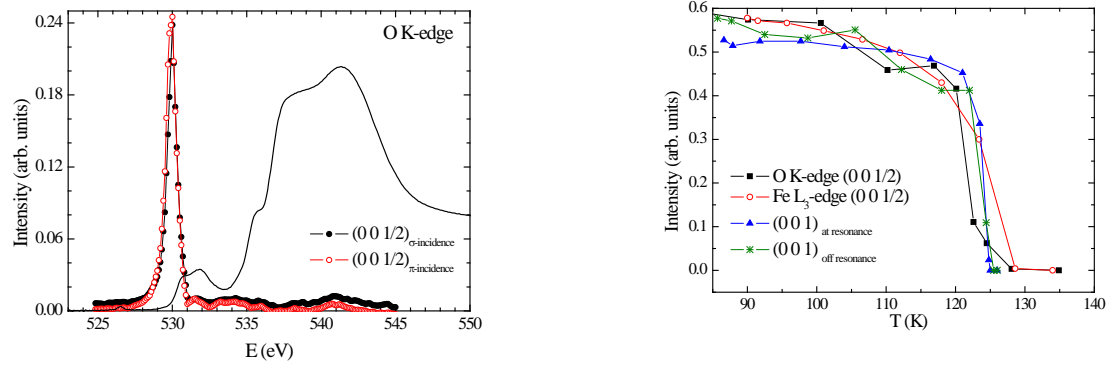 O K-edge
0.24
0.18
0.12
0.06
0.00
Intensity (arb. units)
(0 0 1/2)σ-incidence
(0 0 1/2)π-incidence
525 530 535 540 545 550
E (eV)
0.6
0.5
0.4
0.3
0.2
0.1
0.0
Intensity (arb. units)
O K-edge (0 0 1/2)
Fe L3-edge (0 0 1/2)
(0 0 1) at resonance
(0 0 1) off resonance
90 100 110 120 130 140
T (K)